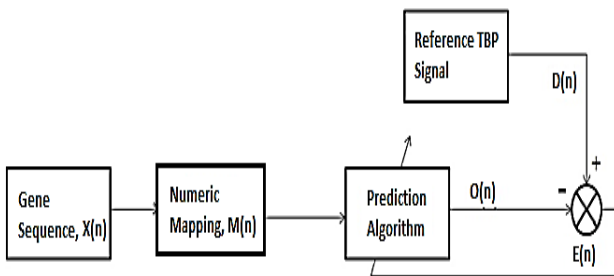 Reference TBP
Signal
D(n)
+
Gene
Sequence, X(n)
Numeric
Mapping, M(n)
Prediction
Algorithm
O(n)
-
E(n)